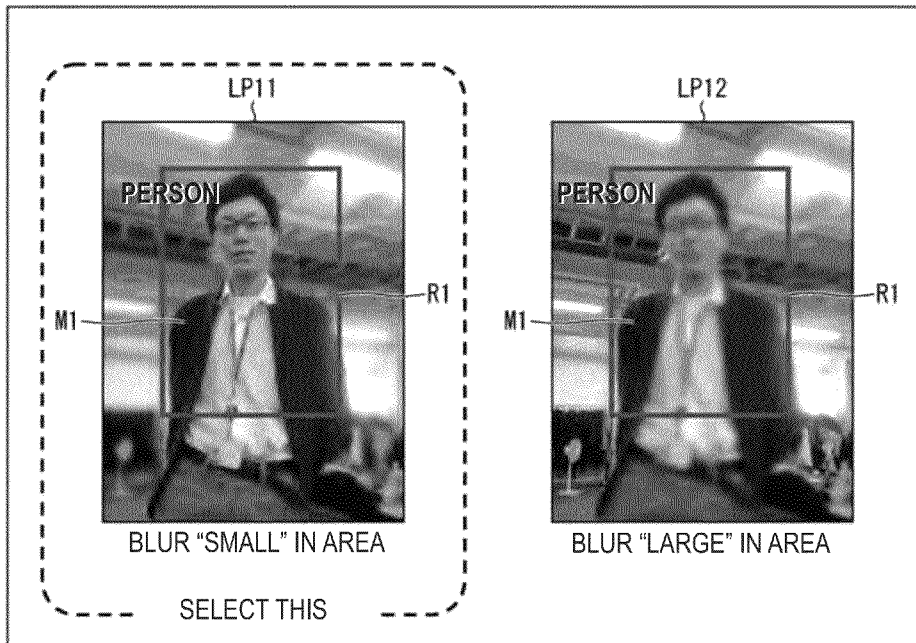 LP11
LP12
PERSON
PERSON
R1
R1
M1
M1
BLUR “SMALL” IN AREA
BLUR “LARGE” IN AREA
SELECT THIS